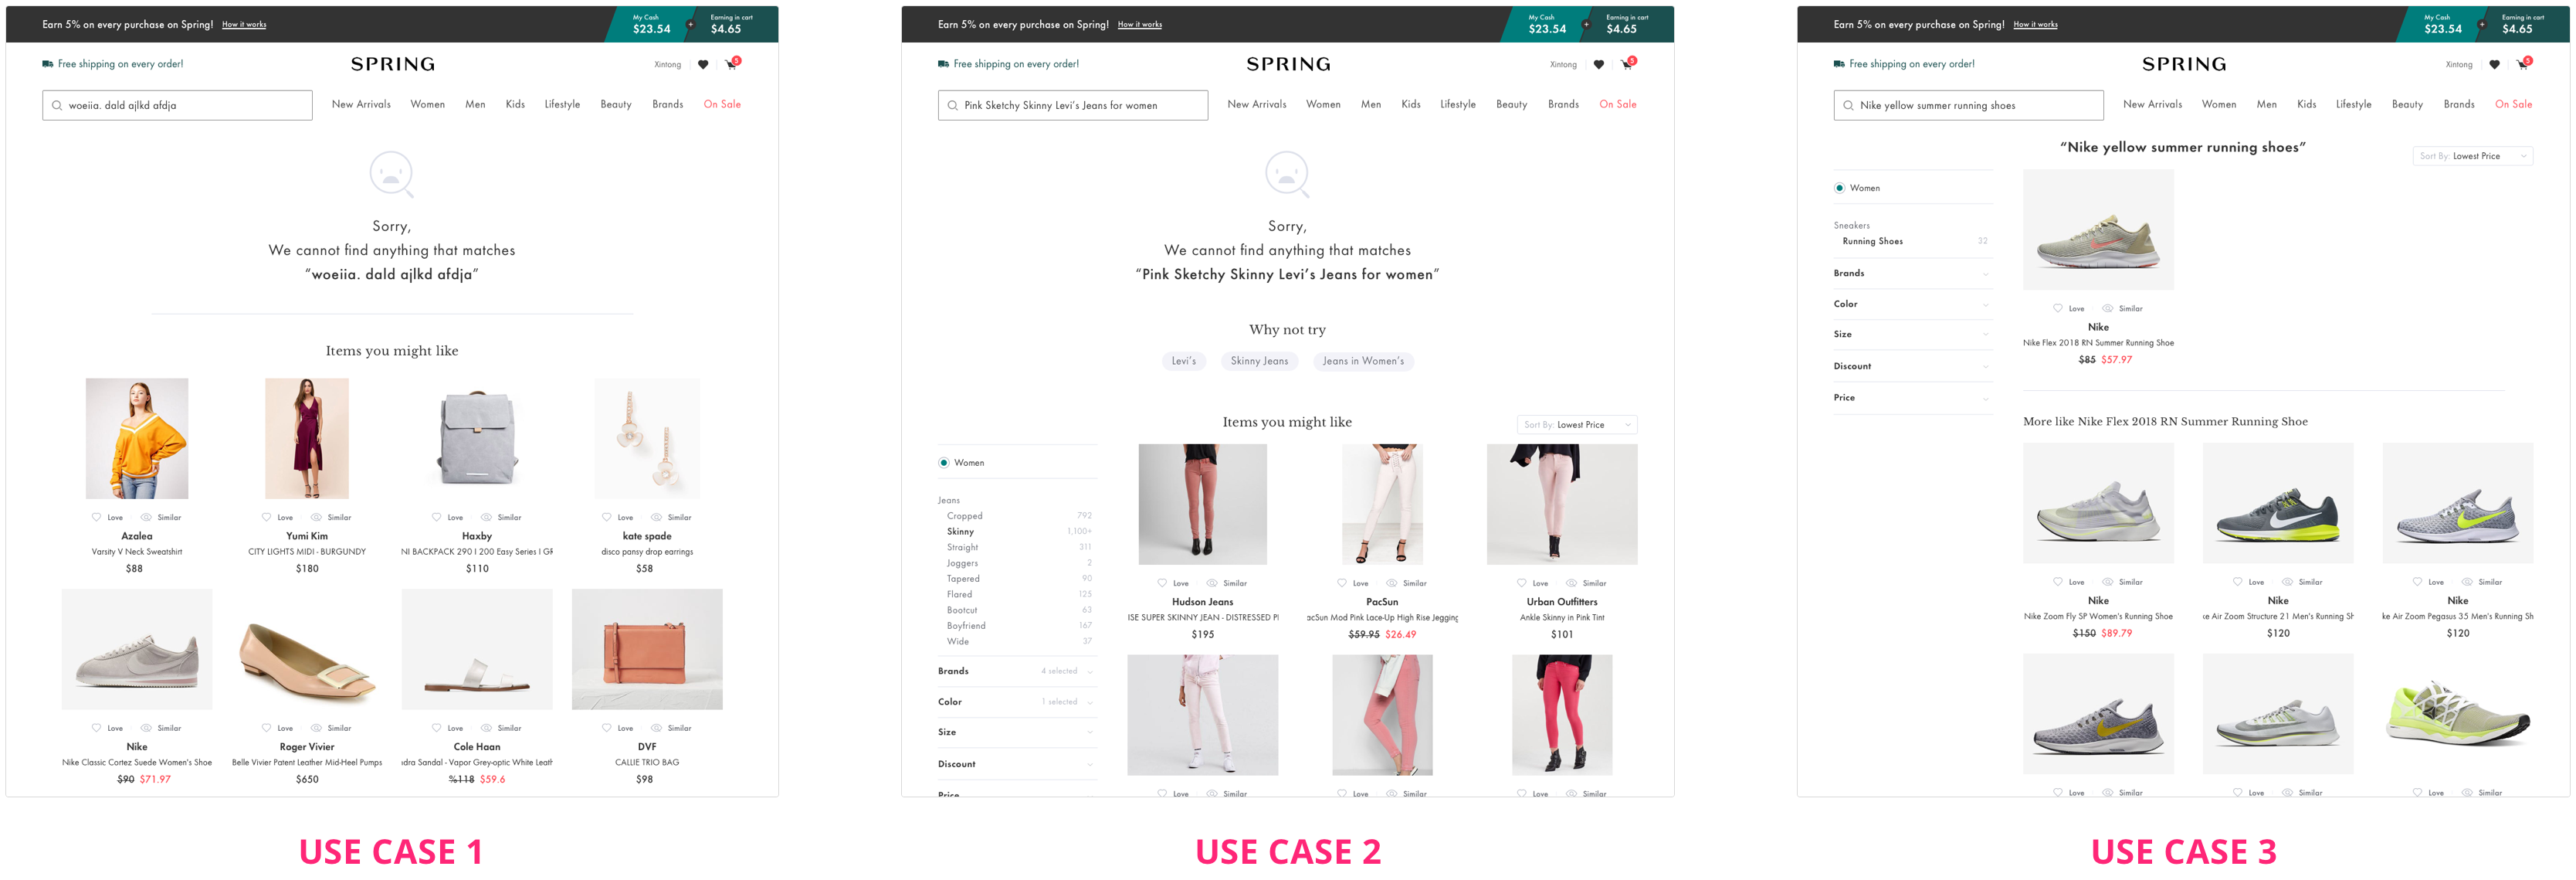 Earn 5% on every purchase on Spring! How it works
My Cash
$23.54
+
Earning in cart
$4.65
Free shipping on every order!
SPRING
Xintong
5
woeiia. dald ajlkd afdja
New Arrivals Women Men Kids Lifestyle Beauty Brands On Sale
Sorry,
We cannot find anything that matches
“woeiia. dald ajlkd afdja”
Items you might like
Love Similar Love Similar Love Similar Love Similar
Azalea Yumi Kim Haxby kate spade
Varsity V Neck Sweatshirt CITY LIGHTS MIDI - BURGUNDY NI BACKPACK 290 I 200 Easy Series I GR disco pansy drop earrings
$88 $180 $110 $58
Love Similar Love Similar Love Similar Love Similar
Nike Roger Vivier Cole Haan DVF
Nike Classic Cortez Suede Women's Shoe Belle Vivier Patent Leather Mid-Heel Pumps dra Sandal - Vapor Grey-optic White Leath CALLIE TRIO BAG
$90 $71.97 $650 %118 $59.6 $98
USE CASE 1
Earn 5% on every purchase on Spring! How it works
My Cash
$23.54
+
Earning in cart
$4.65
Free shipping on every order!
SPRING
Xintong
5
Pink Sketchy Skinny Levi’s Jeans for women
New Arrivals Women Men Kids Lifestyle Beauty Brands On Sale
Sorry,
We cannot find anything that matches
“Pink Sketchy Skinny Levi’s Jeans for women”
Why not try
Levi’s Skinny Jeans Jeans in Women’s
Items you might like
Sort By: Lowest Price
Women
Jeans
Cropped 792
Skinny 1,100+
Straight 311
Joggers 2
Tapered 90
Flared 125
Bootcut 63
Boyfriend 167
Wide 37
Brands 4 selected
Color 1 selected
Size
Discount
Price
Love Similar Love Similar Love Similar
Hudson Jeans PacSun Urban Outfitters
ISE SUPER SKINNY JEAN - DISTRESSED PI acSun Mod Pink Lace-Up High Rise Jegging Ankle Skinny in Pink Tint
$195 $59.95 $26.49 $101
Love Similar Love Similar Love Similar
USE CASE 2
Earn 5% on every purchase on Spring! How it works
My Cash
$23.54
+
Earning in cart
$4.65
Free shipping on every order!
SPRING
Xintong
5
Nike yellow summer running shoes
New Arrivals Women Men Kids Lifestyle Beauty Brands On Sale
“Nike yellow summer running shoes”
Sort By: Lowest Price
Women
Sneakers
Running Shoes 32
Brands
Color
Size
Discount
Price
Love Similar
Nike
Nike Flex 2018 RN Summer Running Shoe
$85 $57.97
More like Nike Flex 2018 RN Summer Running Shoe
Love Similar Love Similar Love Similar
Nike Nike Nike
Nike Zoom Fly SP Women's Running Shoe ke Air Zoom Structure 21 Men's Running Sh ke Air Zoom Pegasus 35 Men's Running Sh
$150 $89.79 $120 $120
Love Similar Love Similar Love Similar
USE CASE 3